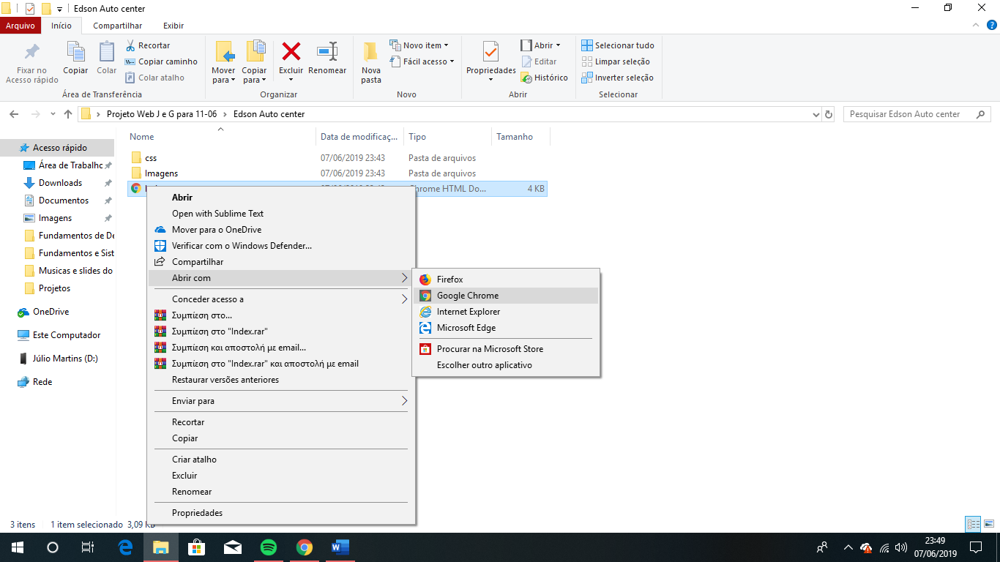 Edson Auto center
Arquivo
Início
Compartilhar
Exibir
Fixar no
Acesso rápido
Copiar
Colar
Recortar
Copiar caminho
Colar atalho
Área de Transferência
Mover
para
Copiar
para
Excluir
Renomear
Organizar
Nova
pasta
Novo item
Fácil acesso
Novo
Propriedades
Abrir
Editar
Histórico
Abrir
Selecionar tudo
Limpar seleção
Inverter seleção
Selecionar
Projeto Web J e G para 11-06 > Edson Auto center
Pesquisar Edson Auto center
Nome
Data de modificaç...
Tipo
Tamanho
css 07/06/2019 23:43 Pasta de arquivos
Imagens 07/06/2019 23:43 Pasta de arquivos
Chrome HTML Do... 4 KB
Acesso rápido
Área de Trabalho
Downloads
Documentos
Imagens
Fundamentos de De
Fundamentos e Sist
Musicas e slides do
Projetos
OneDrive
Este Computador
Júlio Martins (D:)
Rede
Abrir
Open with Sublime Text
Mover para o OneDrive
Verificar com o Windows Defender...
Compartilhar
Abrir com
Conceder acesso a
Συμπίεση στο...
Συμπίεση στο "Index.rar"
Συμπίεση και αποστολή με email...
Συμπίεση στο "Index.rar" και αποστολή με email
Restaurar versões anteriores
Enviar para
Recortar
Copiar
Criar atalho
Excluir
Renomear
Propriedades
Firefox
Google Chrome
Internet Explorer
Microsoft Edge
Procurar na Microsoft Store
Escolher outro aplicativo
3 itens
1 item selecionado 3,09 KB
23:49
07/06/2019